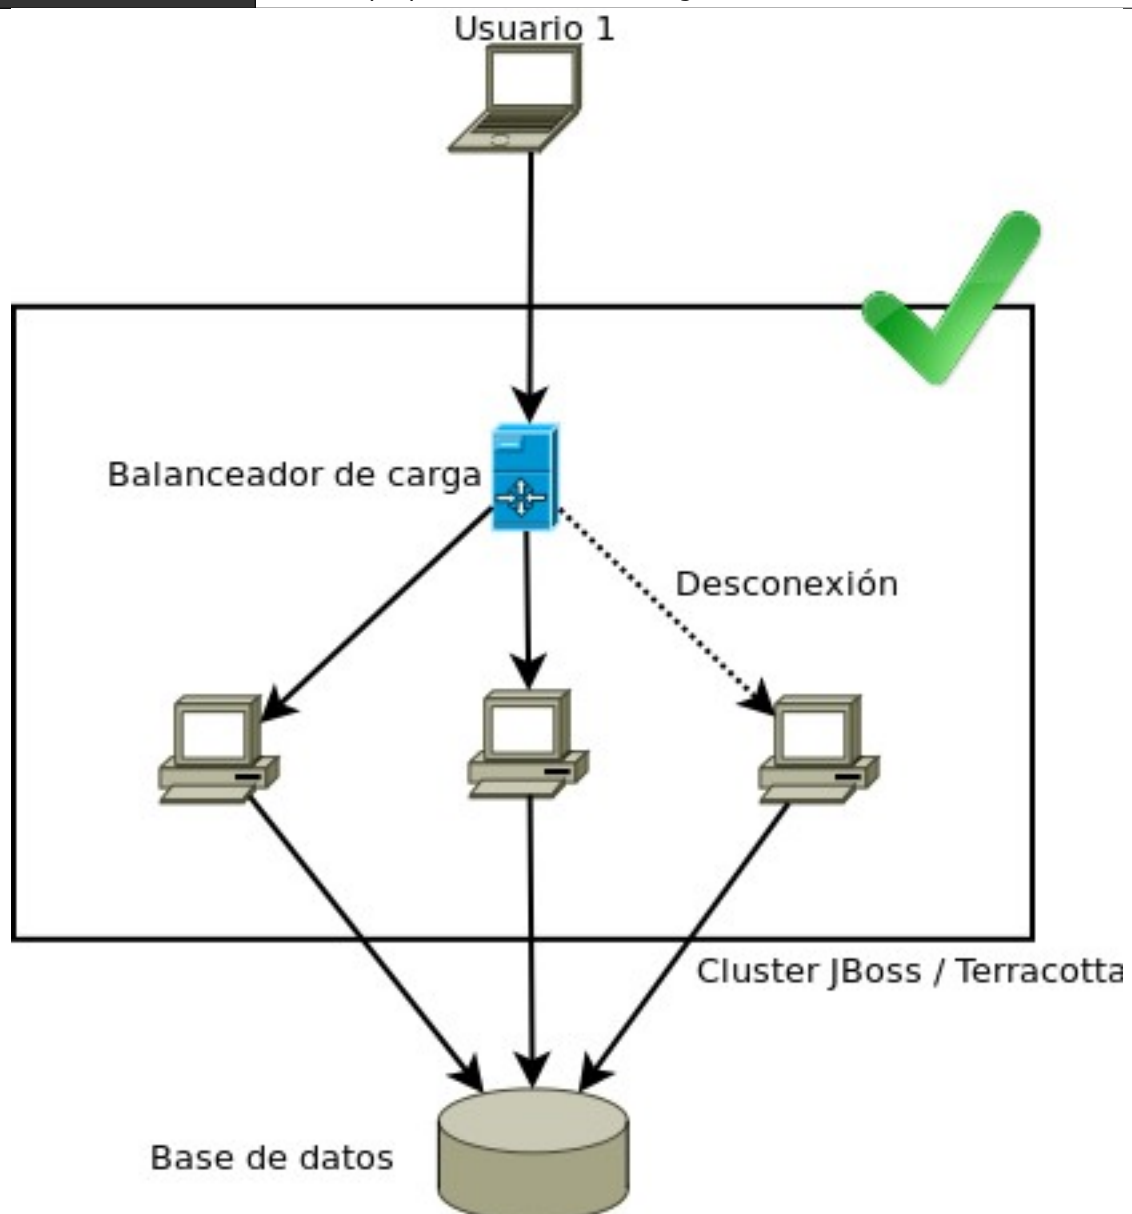 Usuario 1
Balanceador de carga
Desconexión
Cluster JBoss / Terracotta
Base de datos